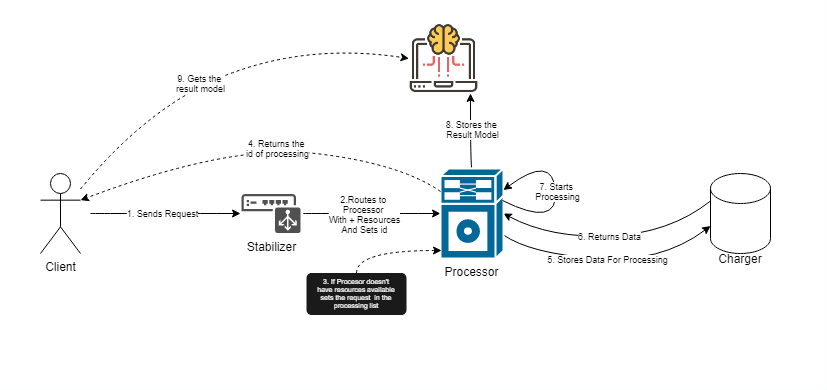 9. Gets the
result model
8. Stores the
Result Model
4. Returns the
id of processing
7. Starts
Processing
1. Sends Request
2.Routes to
Processor
With + Resources
And Sets id
6. Returns Data
5. Stores Data For Processing
Client
Stabilizer
Processor
Charger
3. If Procesor doesn't
have resources available
sets the request in the
processing list